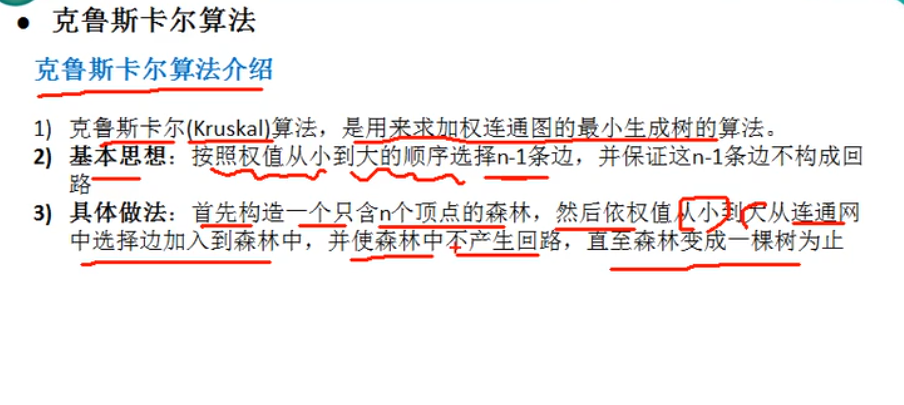 ● 克鲁斯卡尔算法
克鲁斯卡尔算法介绍
1) 克鲁斯卡尔(Kruskal)算法，是用来求加权连通图的最小生成树的算法。
2) 基本思想：按照权值从小到大的顺序选择n-1条边，并保证这n-1条边不构成回
路
3) 具体做法：首先构造一个只含n个顶点的森林，然后依权值从小到大从连通网
中选择边加入到森林中，并使森林中不产生回路，直至森林变成一棵树为止